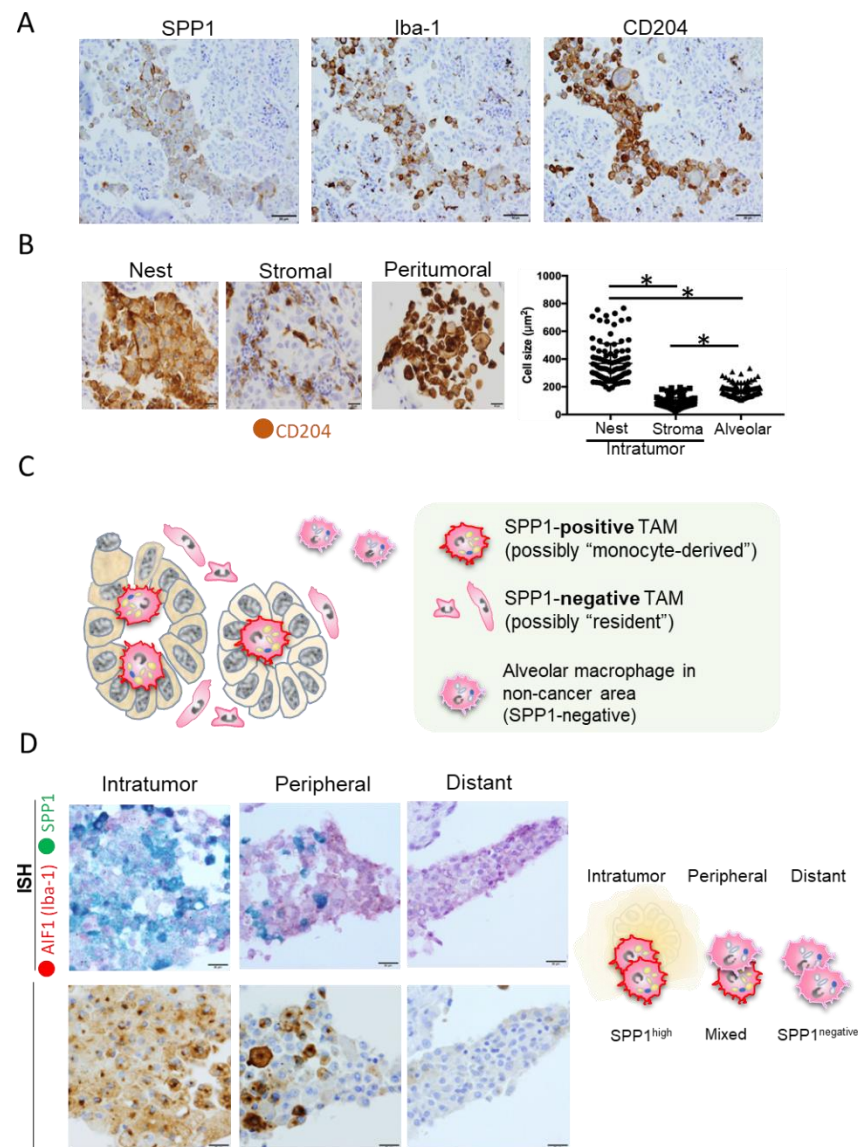 A
SPP1
Iba-1
CD204
B
Nest
Stromal
Peritumoral
CD204
Cell size (µm²)
1000
800
600
400
200
0
*
*
*
Nest
Stroma
Alveolar
Intratumor
C
SPP1-positive TAM
(possibly “monocyte-derived”)
SPP1-negative TAM
(possibly “resident”)
Alveolar macrophage in
non-cancer area
(SPP1-negative)
D
Intratumor
Peripheral
Distant
ISH
AIF1 (Iba-1)
SPP1
Intratumor
Peripheral
Distant
SPP1high
Mixed
SPP1negative